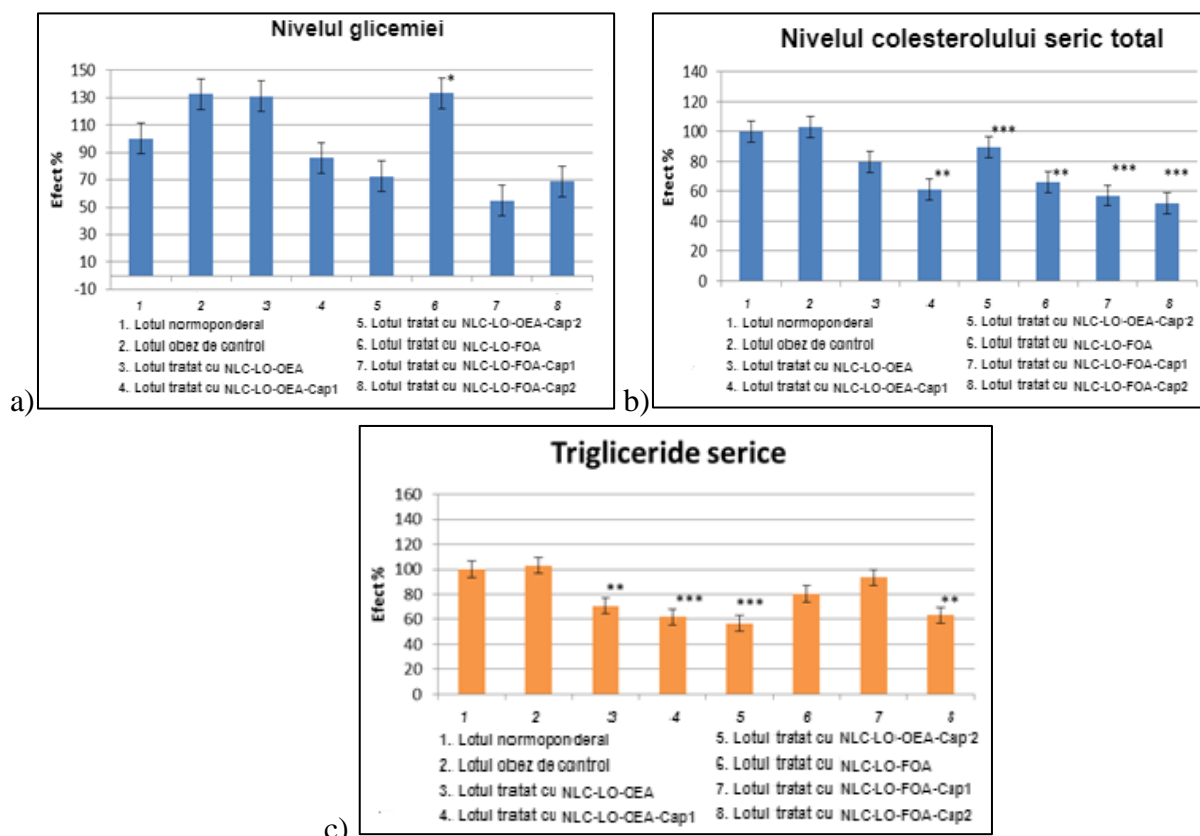 Nivelul glicemiei
Efect %
150
130
110
90
70
50
30
10
-10
*
1 2 3 4 5 6 7 8
1. Lotul normoponderal
2. Lotul obez de control
3. Lotul tratat cu NLC-LO-OEA
4. Lotul tratat cu NLC-LO-OEA-Cap1
5. Lotul tratat cu NLC-LO-OEA-Cap2
6. Lotul tratat cu NLC-LO-FOA
7. Lotul tratat cu NLC-LO-FOA-Cap1
8. Lotul tratat cu NLC-LO-FOA-Cap2
a)
Nivelul colesterolului seric total
Efect %
140
120
100
80
60
40
20
0
** *** ** *** ***
1 2 3 4 5 6 7 8
1. Lotul normoponderal
2. Lotul obez de control
3. Lotul tratat cu NLC-LO-OEA
4. Lotul tratat cu NLC-LO-OEA-Cap1
5. Lotul tratat cu NLC-LO-OEA-Cap2
6. Lotul tratat cu NLC-LO-FOA
7. Lotul tratat cu NLC-LO-FOA-Cap1
8. Lotul tratat cu NLC-LO-FOA-Cap2
b)
Trigliceride serice
Efect %
160
140
120
100
80
60
40
20
0
** *** *** **
1 2 3 4 5 6 7 8
1. Lotul normoponderal
2. Lotul obez de control
3. Lotul tratat cu NLC-LO-OEA
4. Lotul tratat cu NLC-LO-OEA-Cap1
5. Lotul tratat cu NLC-LO-OEA-Cap2
6. Lotul tratat cu NLC-LO-FOA
7. Lotul tratat cu NLC-LO-FOA-Cap1
8. Lotul tratat cu NLC-LO-FOA-Cap2
c)